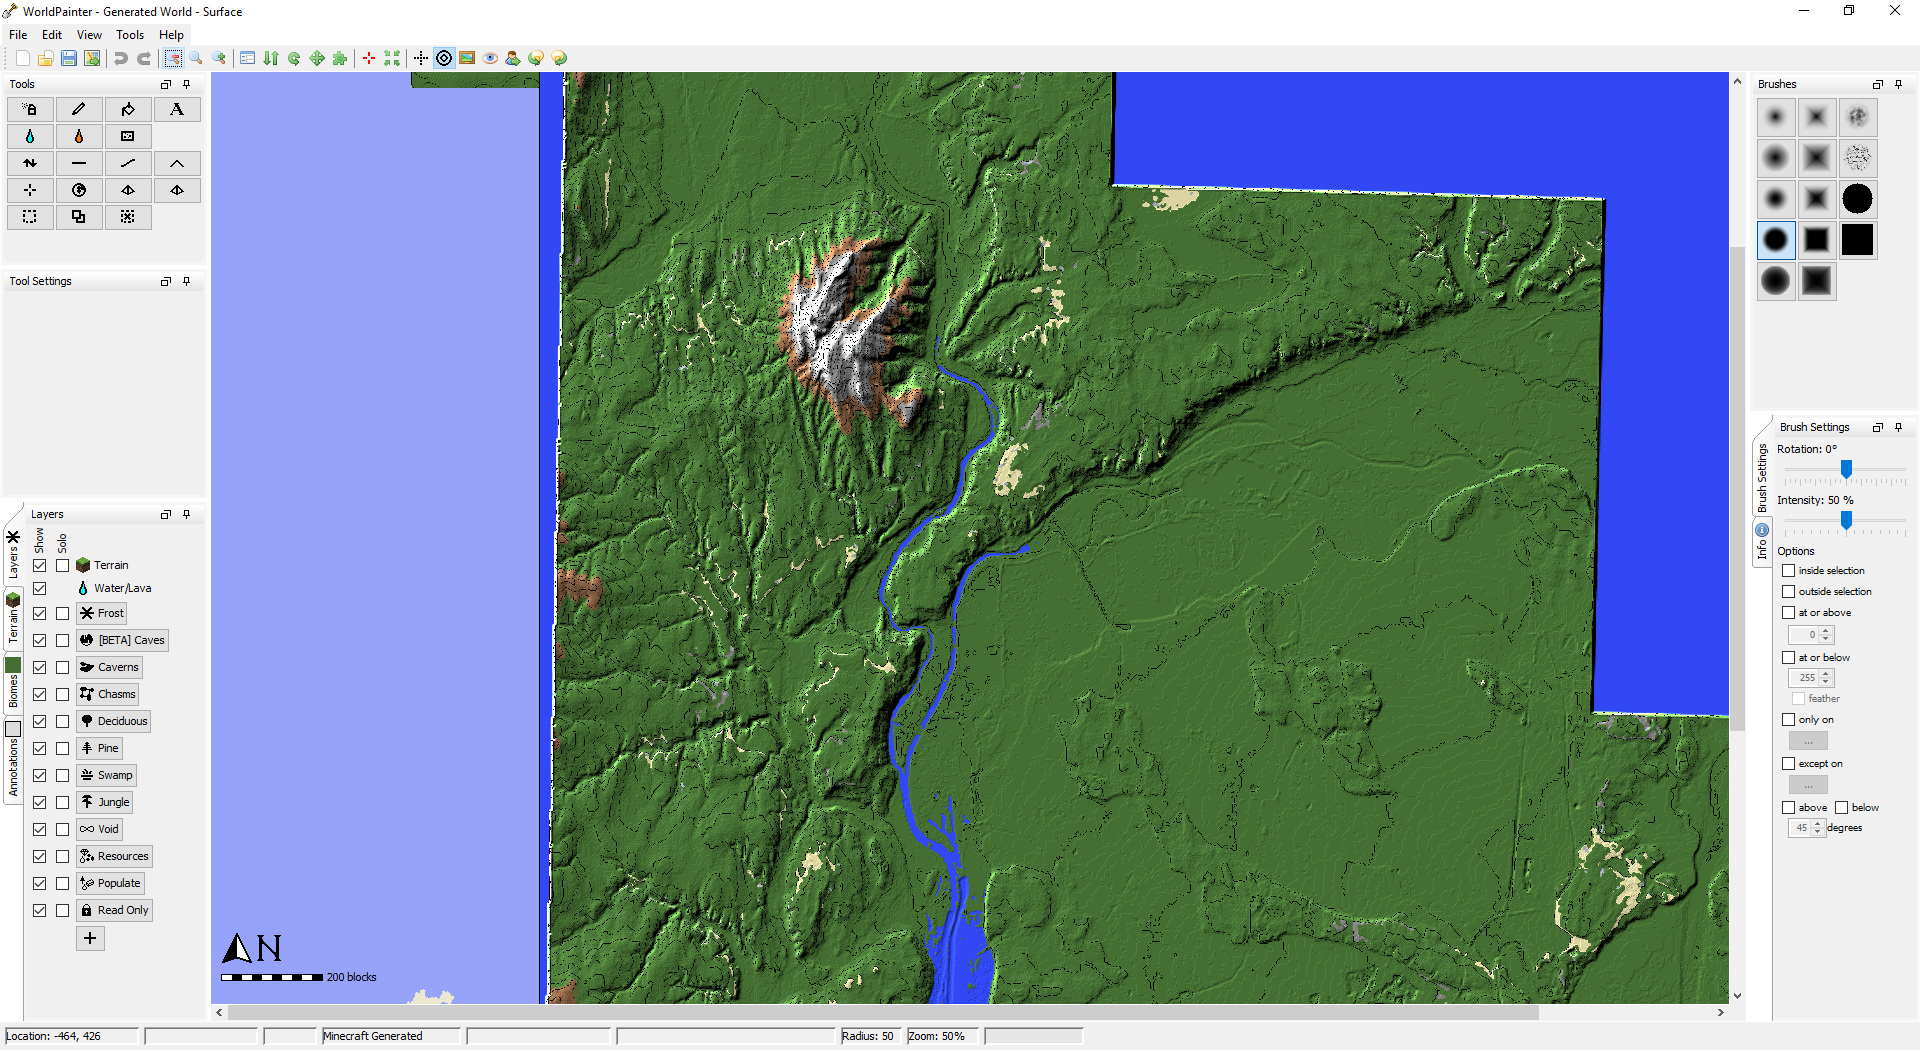 WorldPainter - Generated World - Surface
File Edit View Tools Help
Tools
A
Tool Settings
Layers
Show
Solo
Terrain
Water/Lava
Frost
[BETA] Caves
Caverns
Chasms
Deciduous
Pine
Swamp
Jungle
Void
Resources
Populate
Read Only
+
Layers
Terrain
Biomes
Annotations
N
200 blocks
Brushes
Brush Settings
Info
Brush Settings
Rotation: 0°
Intensity: 50 %
Options
inside selection
outside selection
at or above
0
at or below
255
feather
only on
...
except on
...
above below
45 degrees
Location: -464, 426
Minecraft Generated
Radius: 50
Zoom: 50%